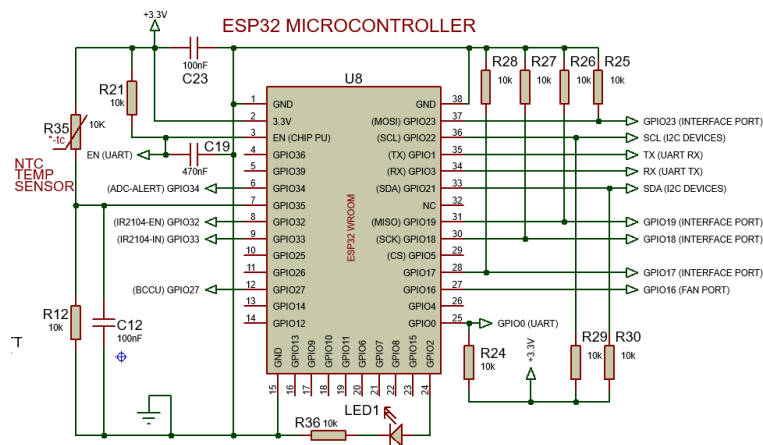 ESP32 MICROCONTROLLER
+3.3V
100nF
C23
R28
10k
R27
10k
R26
10k
R25
10k
R21
10k
U8
R35
10K
-tc
NTC
TEMP
SENSOR
EN (UART)
C19
470nF
(ADC-ALERT) GPIO34
(IR2104-EN) GPIO32
(IR2104-IN) GPIO33
(BCCU) GPIO27
R12
10k
C12
100nF
T
1 GND
2 3.3V
3 EN (CHIP PU)
4 GPIO36
5 GPIO39
6 GPIO34
7 GPIO35
8 GPIO32
9 GPIO33
10 GPIO25
11 GPIO26
12 GPIO27
13 GPIO14
14 GPIO12
ESP32 WROOM
GND 38
(MOSI) GPIO23 37
(SCL) GPIO22 36
(TX) GPIO1 35
(RX) GPIO3 34
(SDA) GPIO21 33
NC 32
(MISO) GPIO19 31
(SCK) GPIO18 30
(CS) GPIO5 29
GPIO17 28
GPIO16 27
GPIO4 26
GPIO0 25
GPIO23 (INTERFACE PORT)
SCL (I2C DEVICES)
TX (UART RX)
RX (UART TX)
SDA (I2C DEVICES)
GPIO19 (INTERFACE PORT)
GPIO18 (INTERFACE PORT)
GPIO17 (INTERFACE PORT)
GPIO16 (FAN PORT)
GPIO0 (UART)
GND 15
GPIO13 16
GPIO9 17
GPIO10 18
GPIO11 19
GPIO6 20
GPIO7 21
GPIO8 22
GPIO15 23
GPIO2 24
R24
10k
+3.3V
R29
10k
R30
10k
LED1
R36 10k